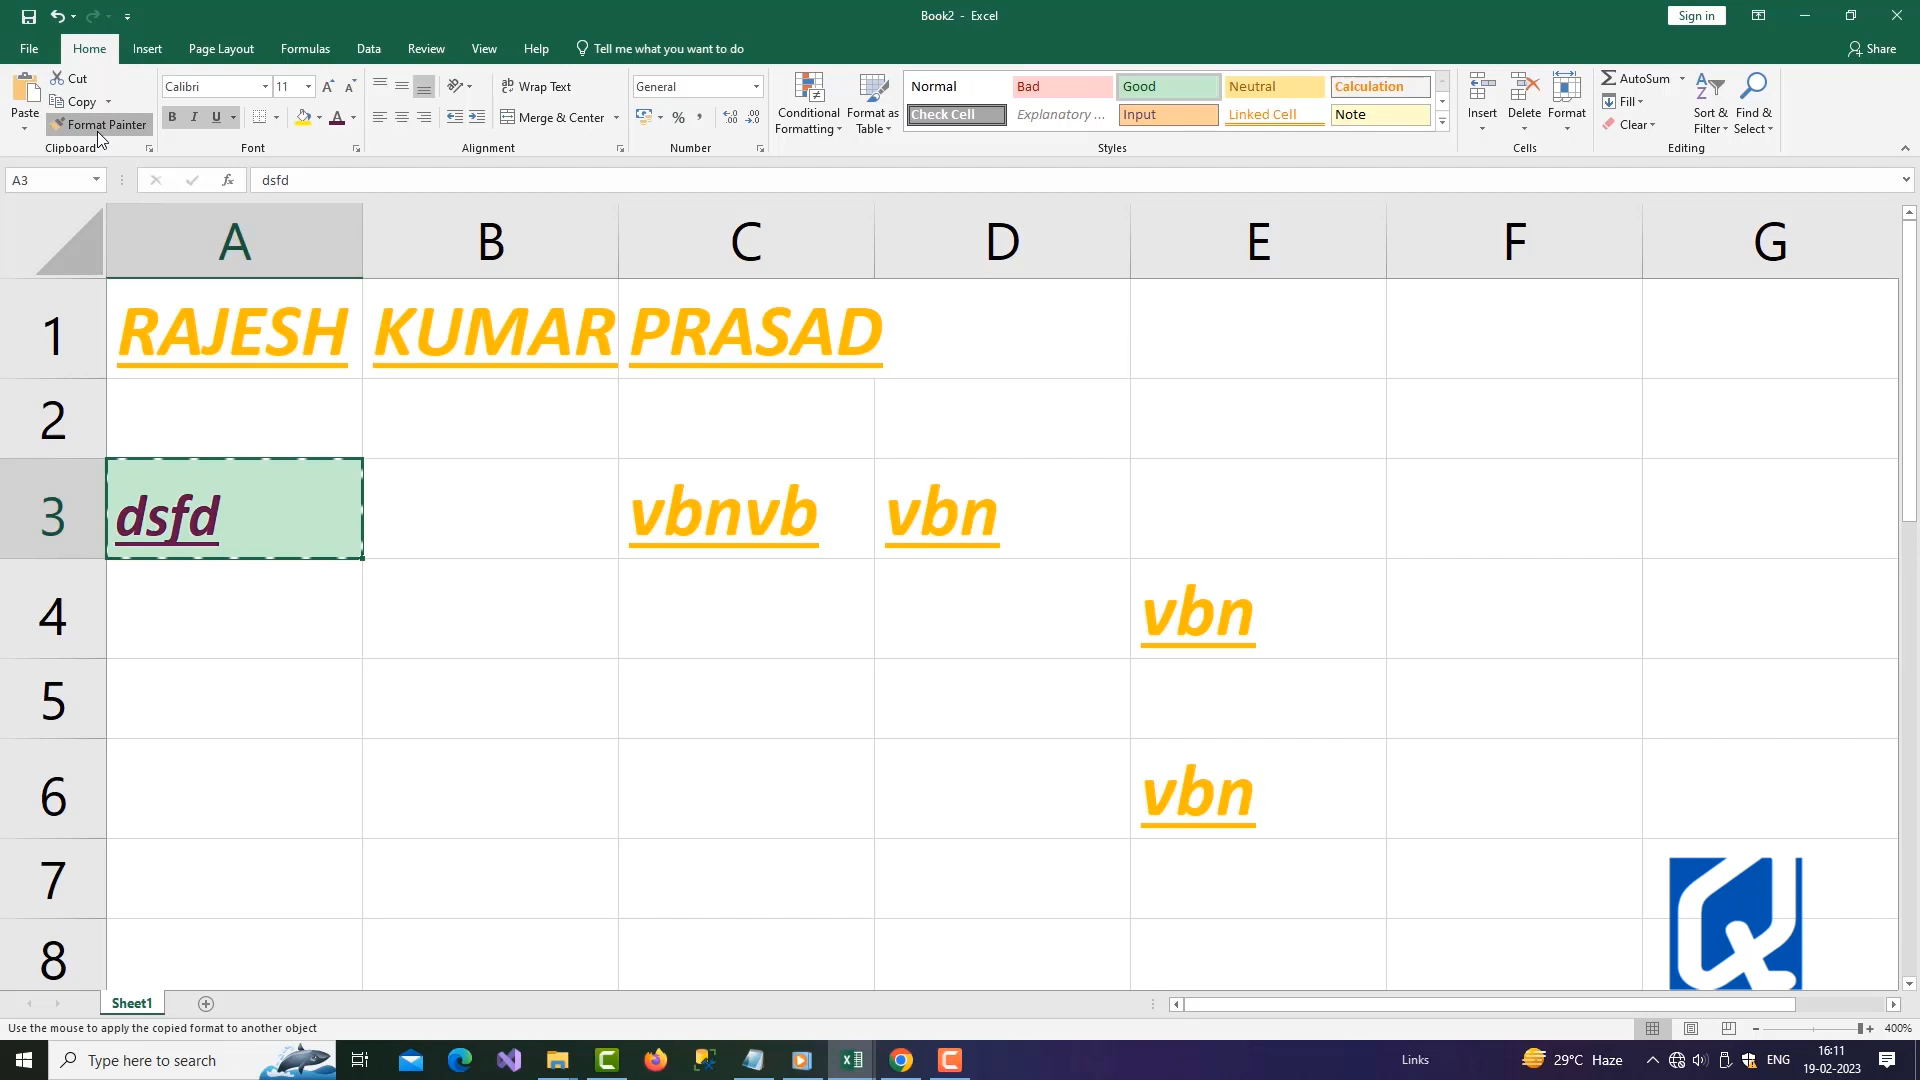 Book2 - Excel
Sign in
File Home Insert Page Layout Formulas Data Review View Help Tell me what you want to do Share
Paste
Cut
Copy
Format Painter
Clipboard
Calibri 11
B I U
Font
Wrap Text
Merge & Center
Alignment
General
%
Number
Conditional Formatting
Format as Table
Normal Bad Good Neutral Calculation
Check Cell Explanatory ... Input Linked Cell Note
Styles
Insert Delete Format
Cells
AutoSum
Fill
Clear
Sort & Filter
Find & Select
Editing
A3 fx dsfd
A B C D E F G
1 RAJESH KUMAR PRASAD
2
3 dsfd vbnvb vbn
4 vbn
5
6 vbn
7
8
Sheet1
Use the mouse to apply the copied format to another object
400%
Type here to search
Links
29°C Haze
ENG
16:11
19-02-2023